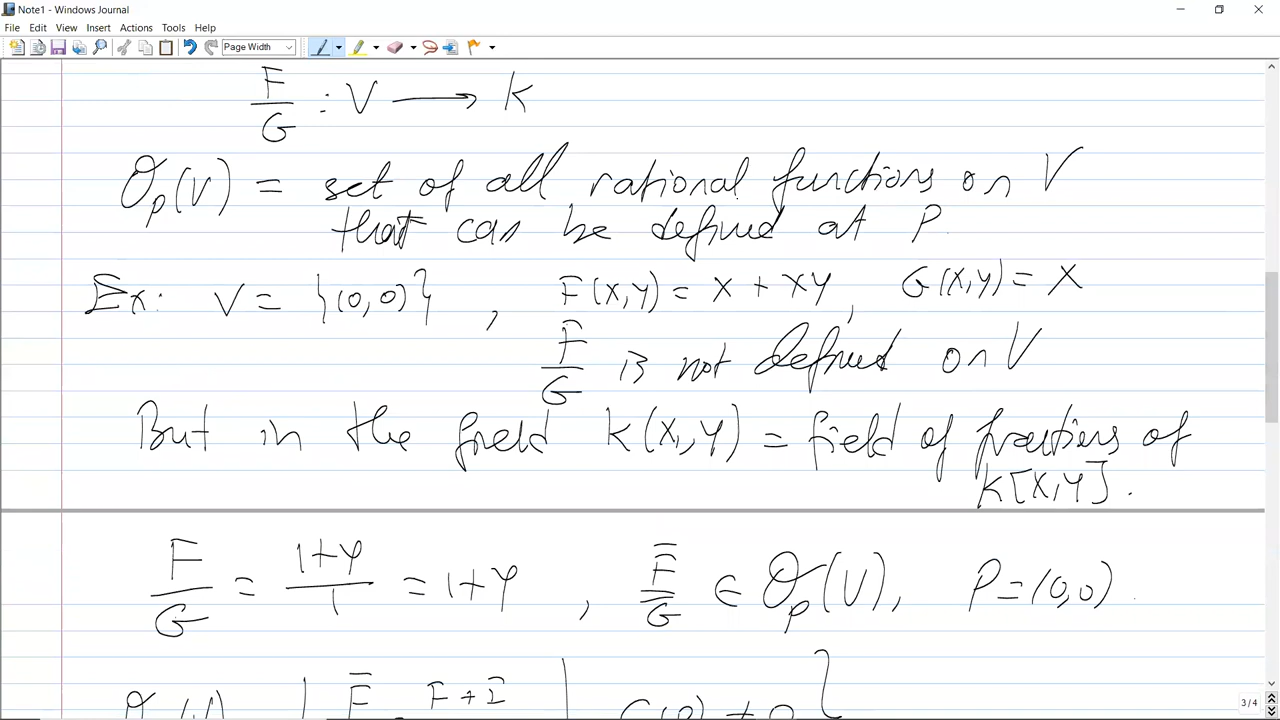 Note1 - Windows Journal
File Edit View Insert Actions Tools Help
Page Width
F/G : V ⟶ k
𝒪_p(V) = set of all rational functions on V
that can be defined at P.
Ex: V = {(0,0)}, F(X,Y) = X + XY, G(X,Y) = X
F/G is not defined on V
But in the field k(X,Y) = field of fractions of
k[X,Y].
F/G = (1+Y)/1 = 1+Y, F̅/G̅ ∈ 𝒪_p(V), P = (0,0).
3/4